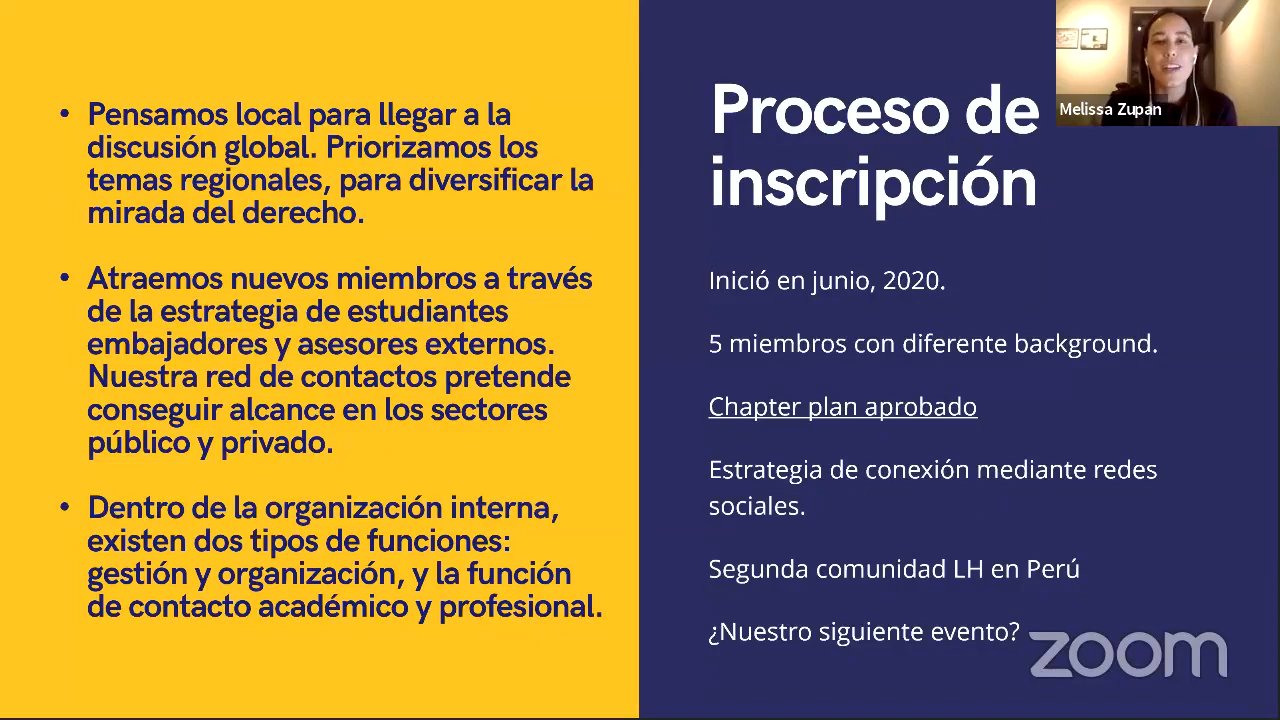 • Pensamos local para llegar a la
discusión global. Priorizamos los
temas regionales, para diversificar la
mirada del derecho.
• Atraemos nuevos miembros a través
de la estrategia de estudiantes
embajadores y asesores externos.
Nuestra red de contactos pretende
conseguir alcance en los sectores
público y privado.
• Dentro de la organización interna,
existen dos tipos de funciones:
gestión y organización, y la función
de contacto académico y profesional.
Proceso de
inscripción
Inició en junio, 2020.
5 miembros con diferente background.
Chapter plan aprobado
Estrategia de conexión mediante redes
sociales.
Segunda comunidad LH en Perú
¿Nuestro siguiente evento?
Melissa Zupan
zoom